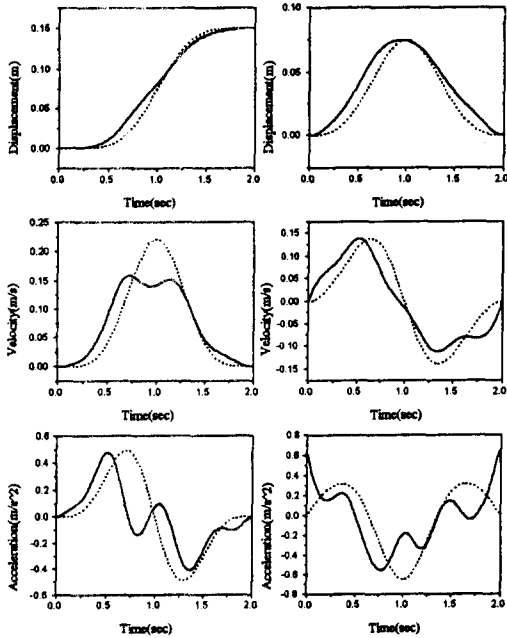 0.15
0.10
0.05
0.00
Displacement(m)
0.0 0.5 1.0 1.5 2.0
Time(sec)
0.10
0.05
0.00
Displacement(m)
0.0 0.5 1.0 1.5 2.0
Time(sec)
0.25
0.20
0.15
0.10
0.05
0.00
Velocity(m/s)
0.0 0.5 1.0 1.5 2.0
Time(sec)
0.15
0.10
0.05
0.00
-0.05
-0.10
-0.15
Velocity(m/s)
0.0 0.5 1.0 1.5 2.0
Time(sec)
0.6
0.4
0.2
0.0
-0.2
-0.4
-0.6
Acceleration(m/s^2)
0.0 0.5 1.0 1.5 2.0
Time(sec)
0.8
0.6
0.4
0.2
0.0
-0.2
-0.4
-0.6
-0.8
Acceleration(m/s^2)
0.0 0.5 1.0 1.5 2.0
Time(sec)